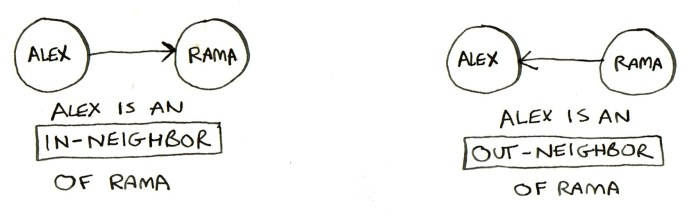 ALEX
RAMA
ALEX IS AN
IN-NEIGHBOR
OF RAMA
ALEX
RAMA
ALEX IS AN
OUT-NEIGHBOR
OF RAMA